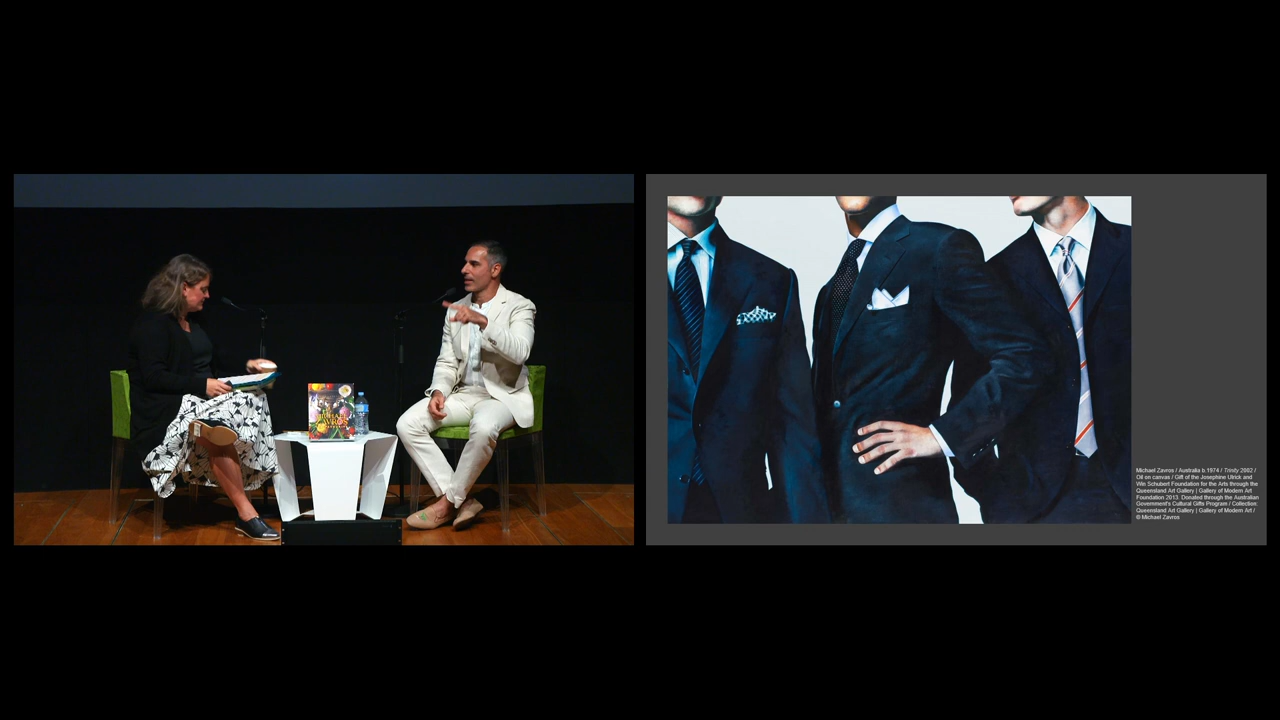 MICHAEL
ZAVROS
Michael Zavros / Australia b.1974 / Trinity 2002 /
Oil on canvas / Gift of the Josephine Ulrick and
Win Schubert Foundation for the Arts through the
Queensland Art Gallery | Gallery of Modern Art
Foundation 2013. Donated through the Australian
Government's Cultural Gifts Program / Collection:
Queensland Art Gallery | Gallery of Modern Art /
© Michael Zavros